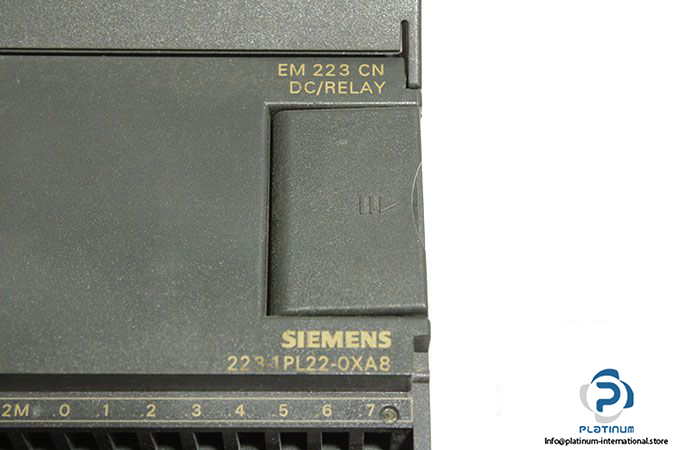 EM 223 CN
DC/RELAY
SIEMENS
223-1PL22-0XA8
2M .0 .1 .2 .3 .4 .5 .6 .7
PLATINUM
Info@platinum-international.store